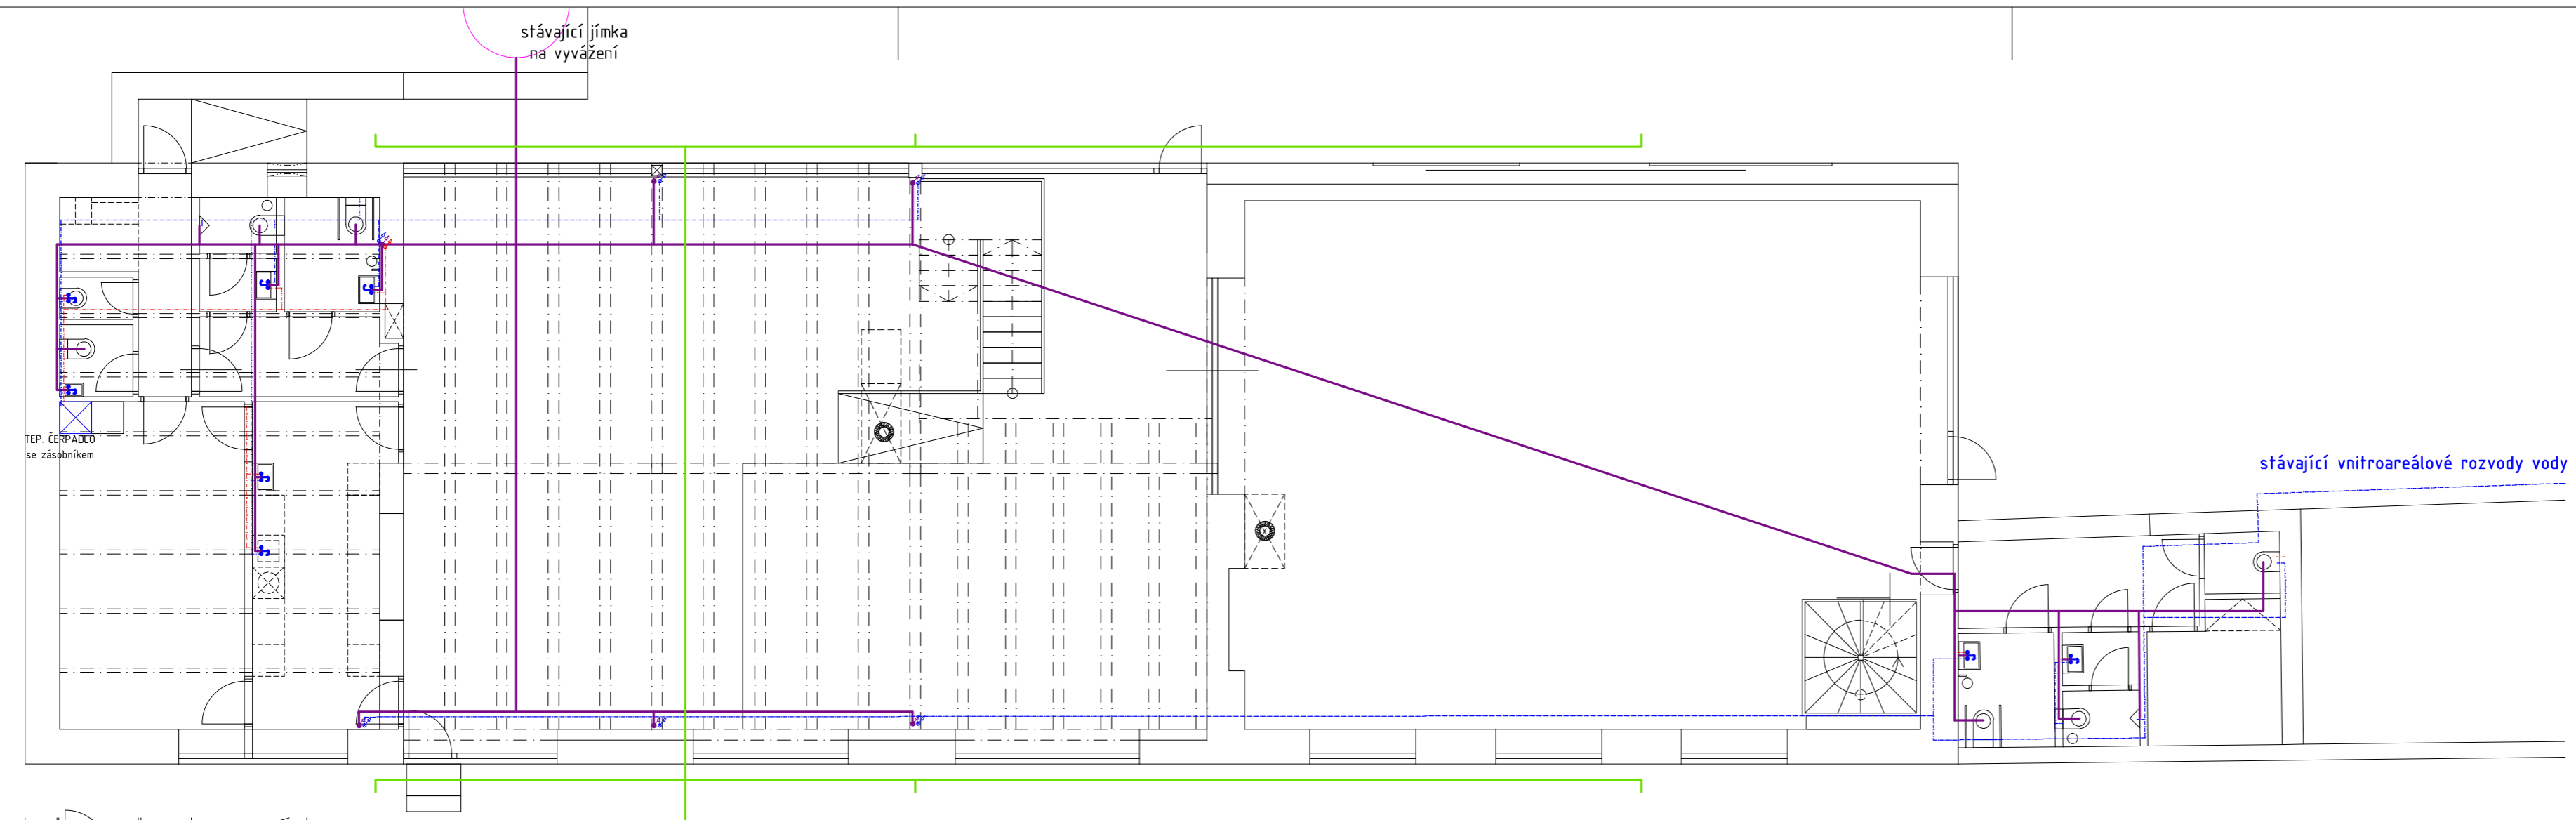 stávající jímka
na vyvážení
TEP. ČERPADLO
se zásobníkem
stávající vnitroareálové rozvody vody